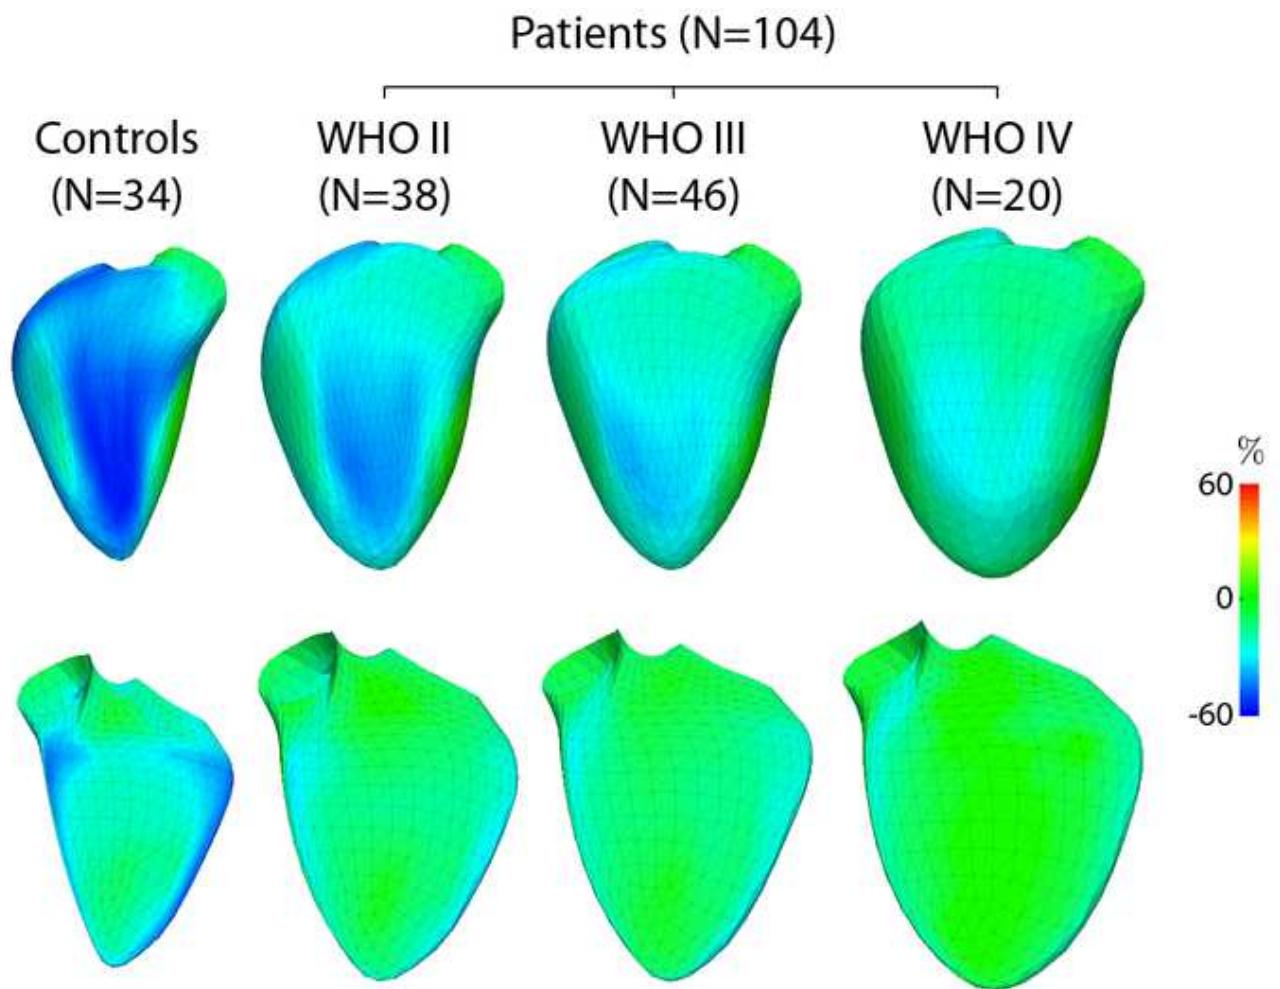 Patients (N=104)
Controls WHO II WHO III WHO IV
(N=34) (N=38) (N=46) (N=20)
%
60
0
-60